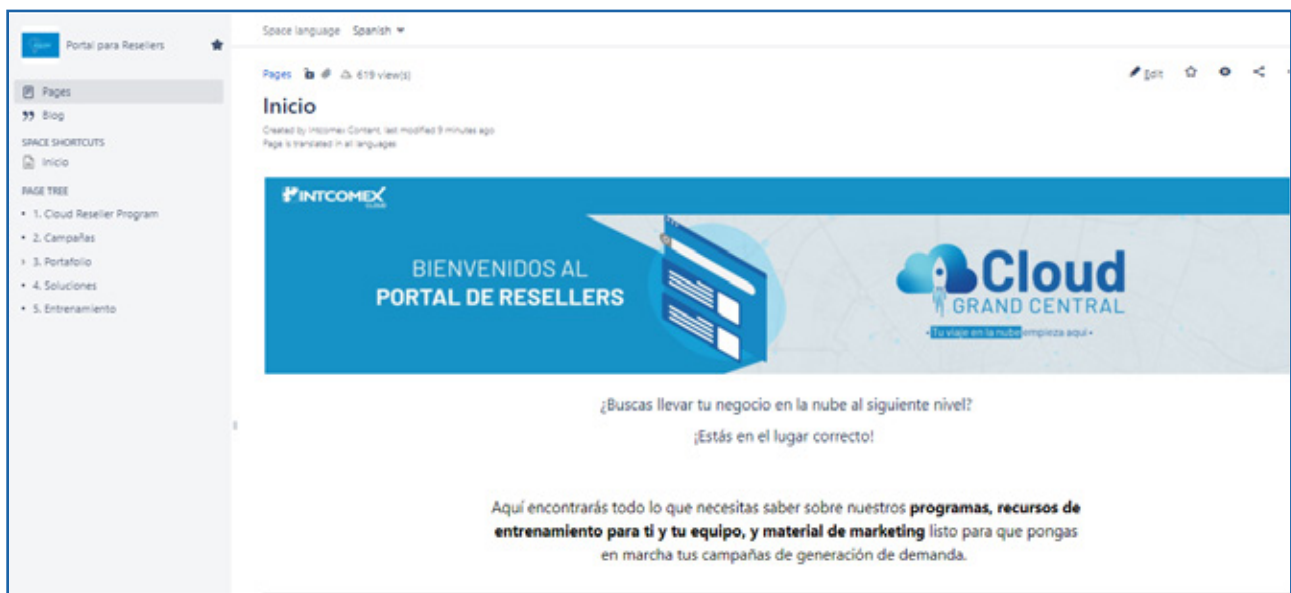 Portal para Resellers
Pages
Blog
SPACE SHORTCUTS
Inicio
PAGE TREE
1. Cloud Reseller Program
2. Campañas
3. Portafolio
4. Soluciones
5. Entrenamiento
Space language Spanish
Pages 619 view(s)
Edit
Inicio
Created by Intcomex Content, last modified 9 minutes ago
Page is translated in all languages
INTCOMEX
CLOUD
BIENVENIDOS AL
PORTAL DE RESELLERS
Cloud
GRAND CENTRAL
• Tu viaje en la nube empieza aquí •
¿Buscas llevar tu negocio en la nube al siguiente nivel?
¡Estás en el lugar correcto!
Aquí encontrarás todo lo que necesitas saber sobre nuestros programas, recursos de
entrenamiento para ti y tu equipo, y material de marketing listo para que pongas
en marcha tus campañas de generación de demanda.